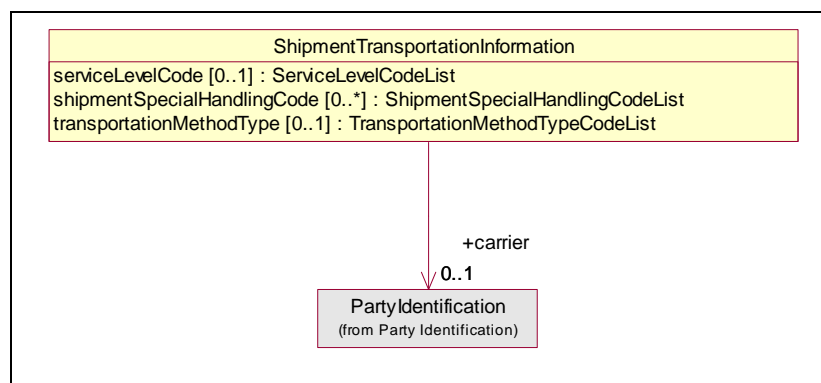 ShipmentTransportationInformation
serviceLevelCode [0..1] : ServiceLevelCodeList
shipmentSpecialHandlingCode [0..*] : ShipmentSpecialHandlingCodeList
transportationMethodType [0..1] : TransportationMethodTypeCodeList
+carrier
0..1
PartyIdentification
(from Party Identification)